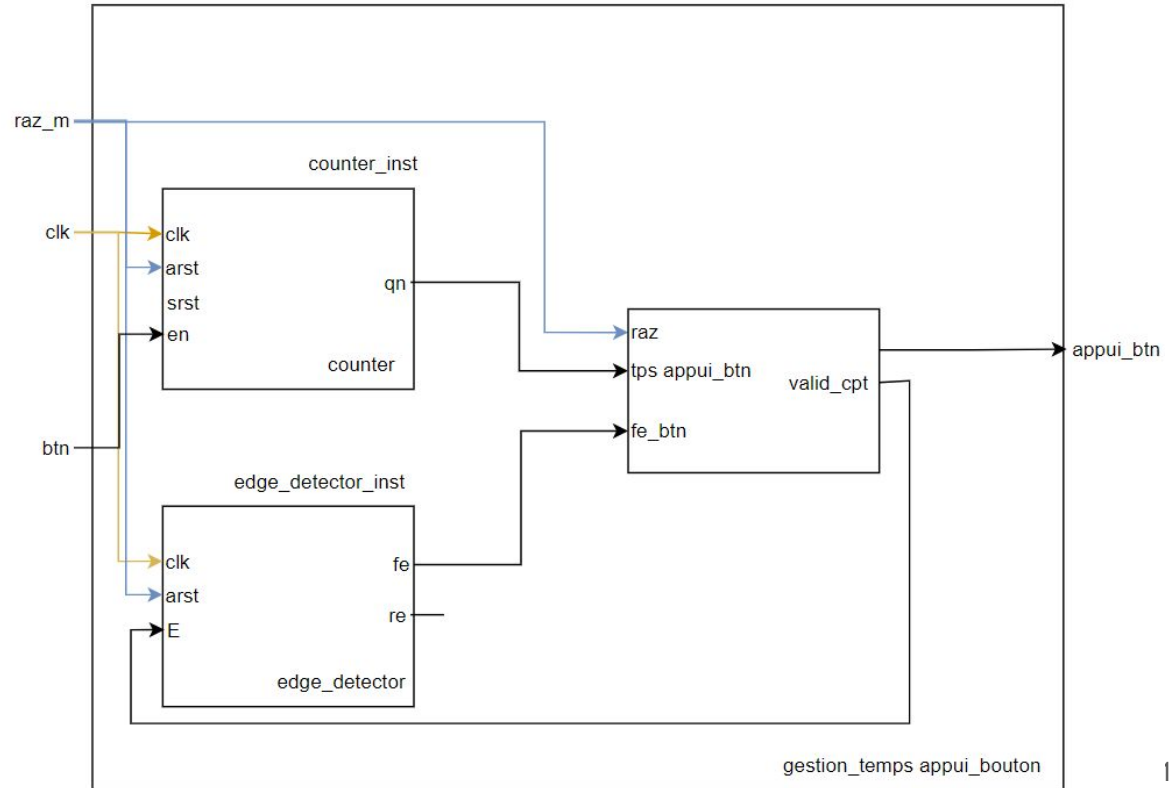 raz_m
counter_inst
clk
clk
arst
srst
en
qn
counter
raz
tps appui_btn
valid_cpt
fe_btn
appui_btn
btn
edge_detector_inst
clk
arst
E
fe
re
edge_detector
gestion_temps appui_bouton
1